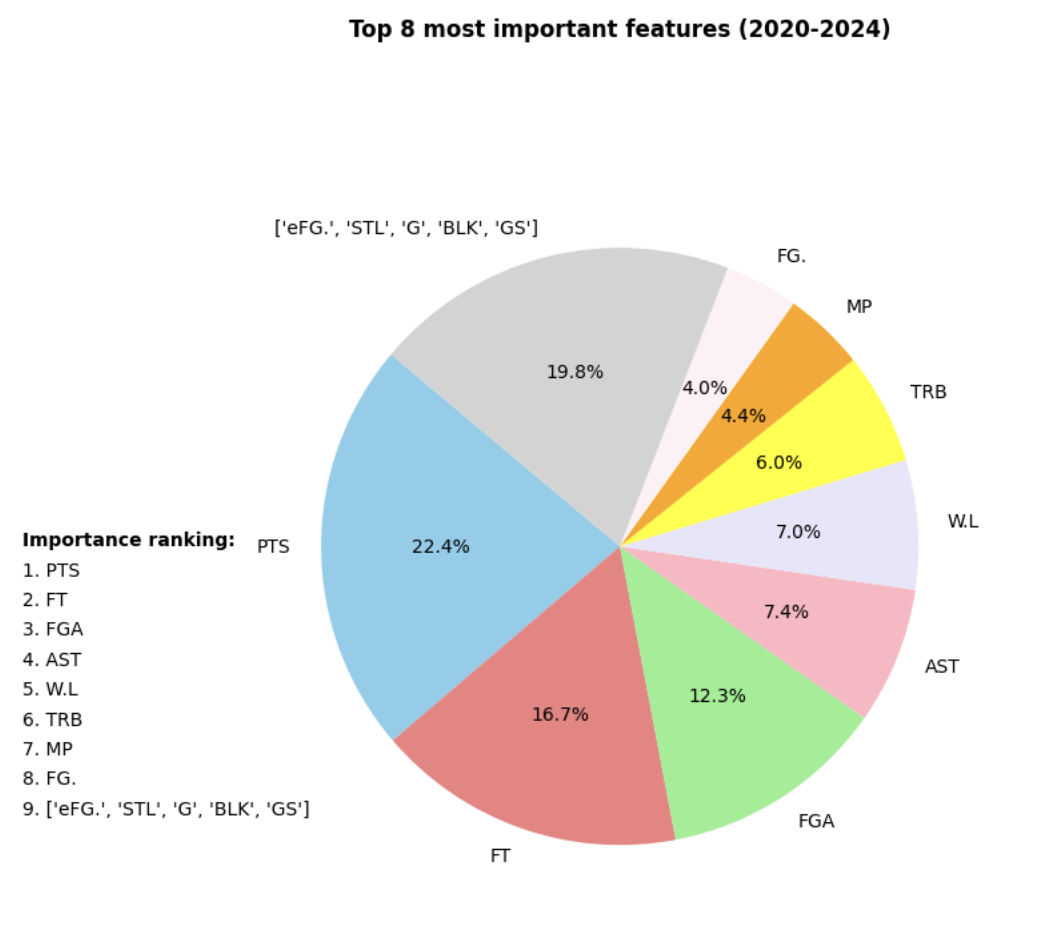 Top 8 most important features (2020-2024)
['eFG.', 'STL', 'G', 'BLK', 'GS']
FG.
MP
TRB
W.L
AST
FGA
FT
PTS
19.8%
4.0%
4.4%
6.0%
7.0%
7.4%
12.3%
16.7%
22.4%
Importance ranking:
1. PTS
2. FT
3. FGA
4. AST
5. W.L
6. TRB
7. MP
8. FG.
9. ['eFG.', 'STL', 'G', 'BLK', 'GS']